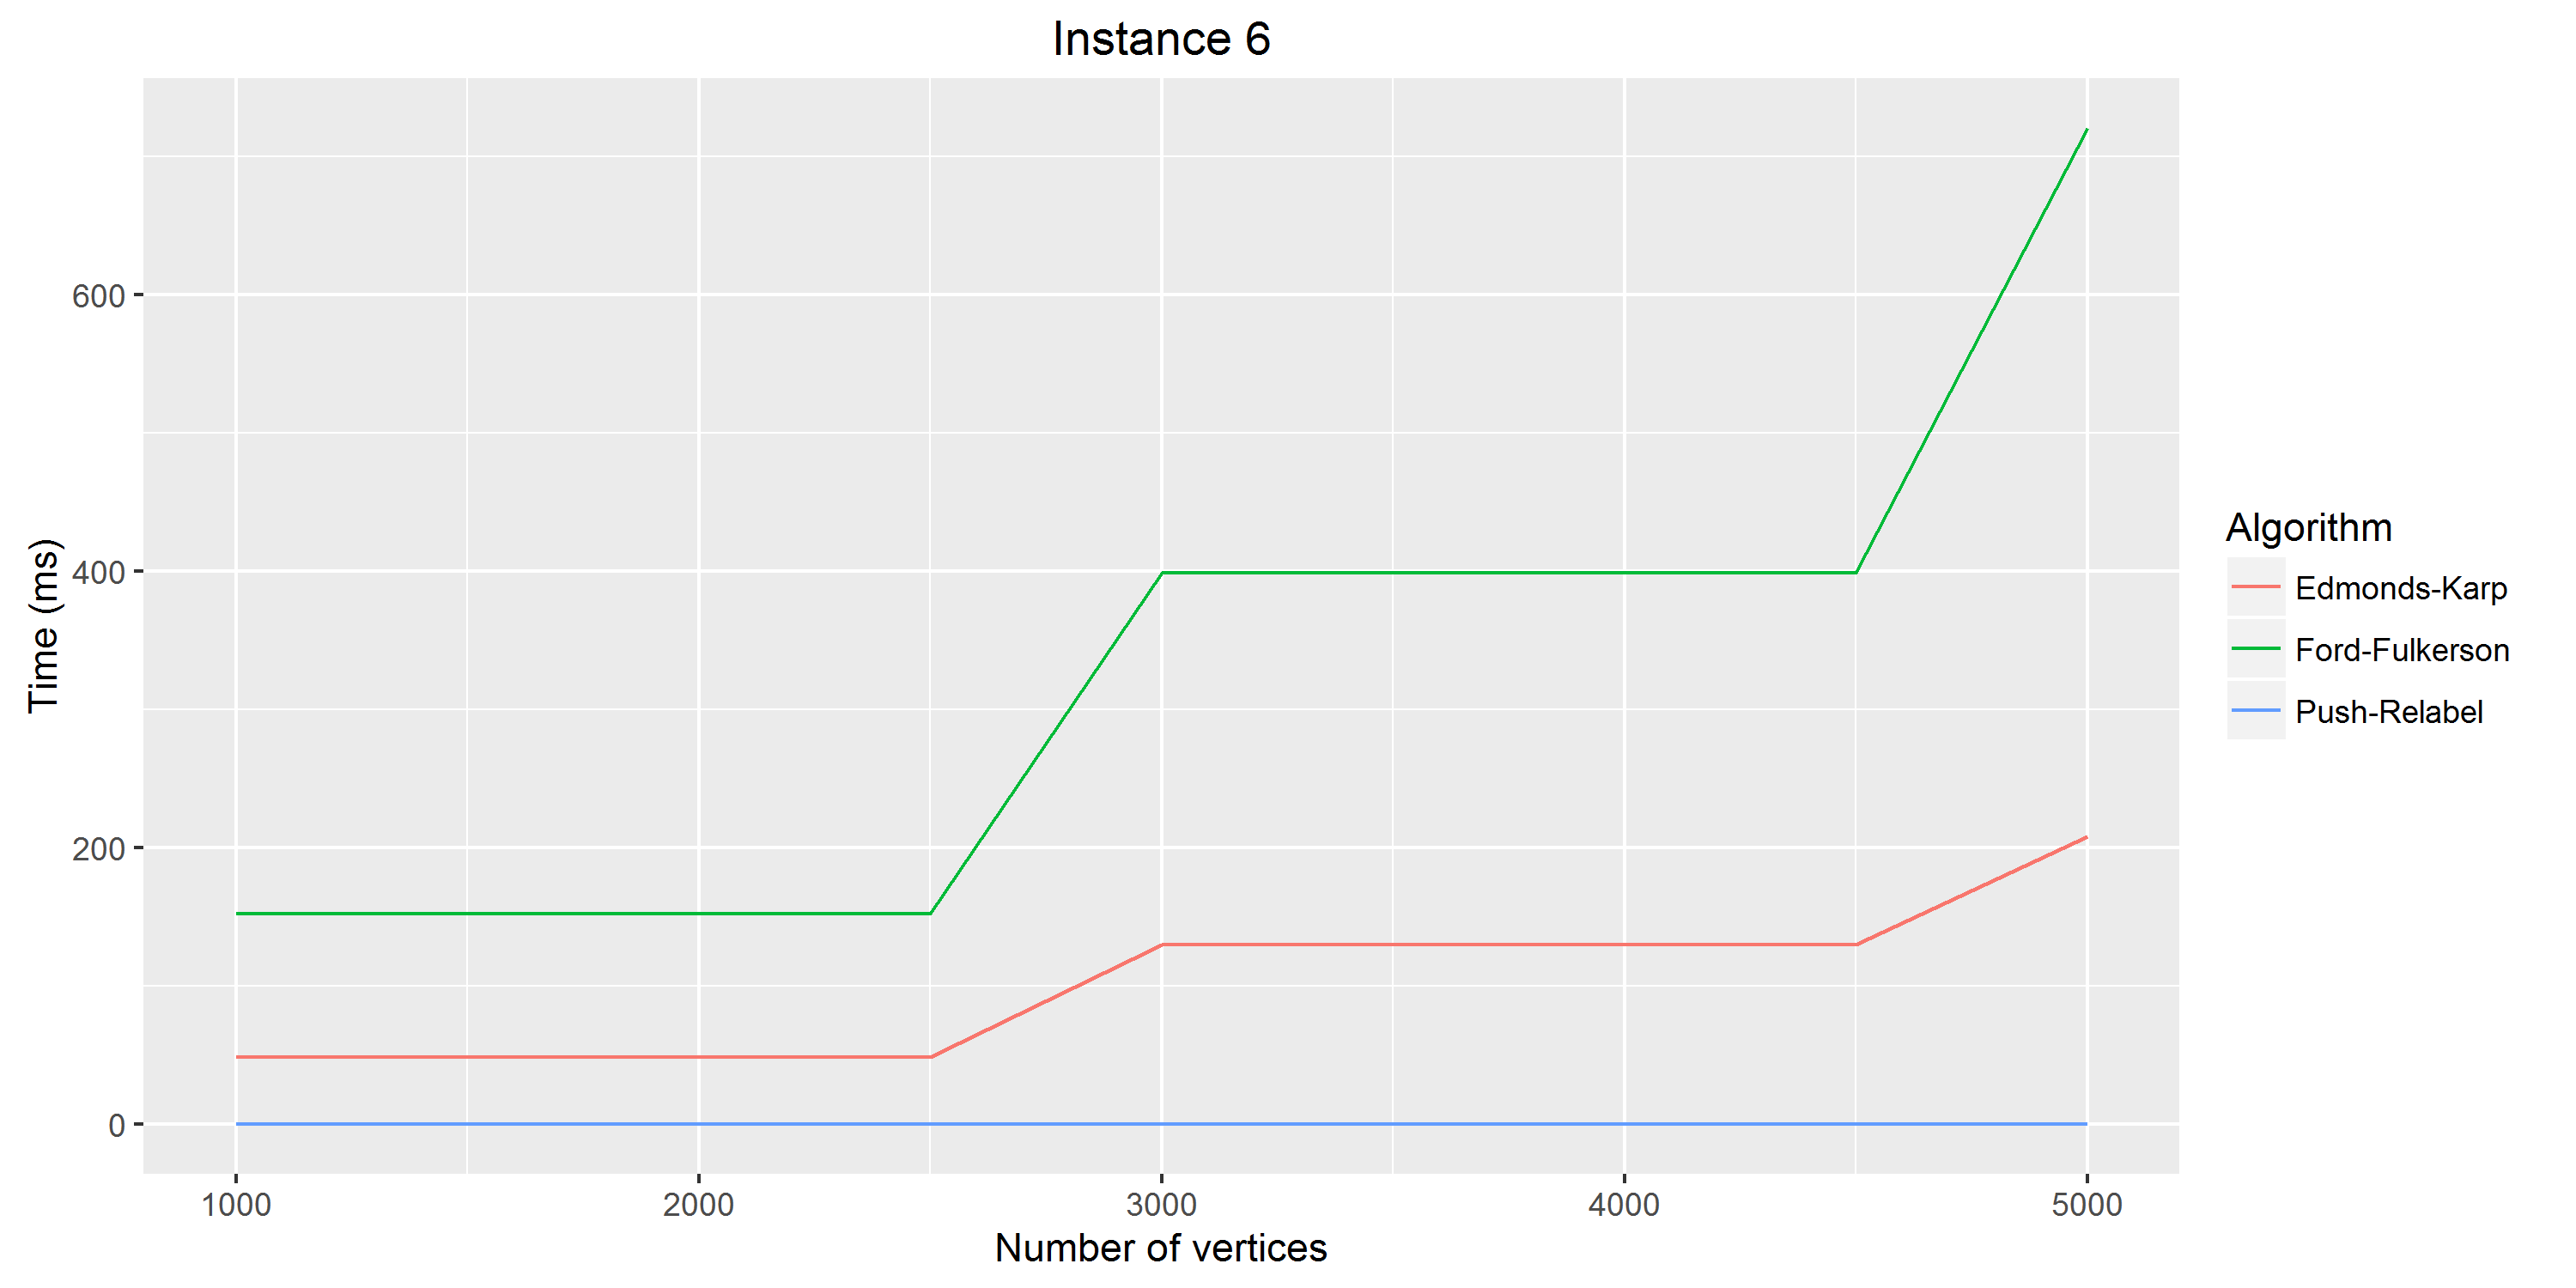 Instance 6
600
400
200
0
Time (ms)
1000 2000 3000 4000 5000
Number of vertices
Algorithm
Edmonds-Karp
Ford-Fulkerson
Push-Relabel